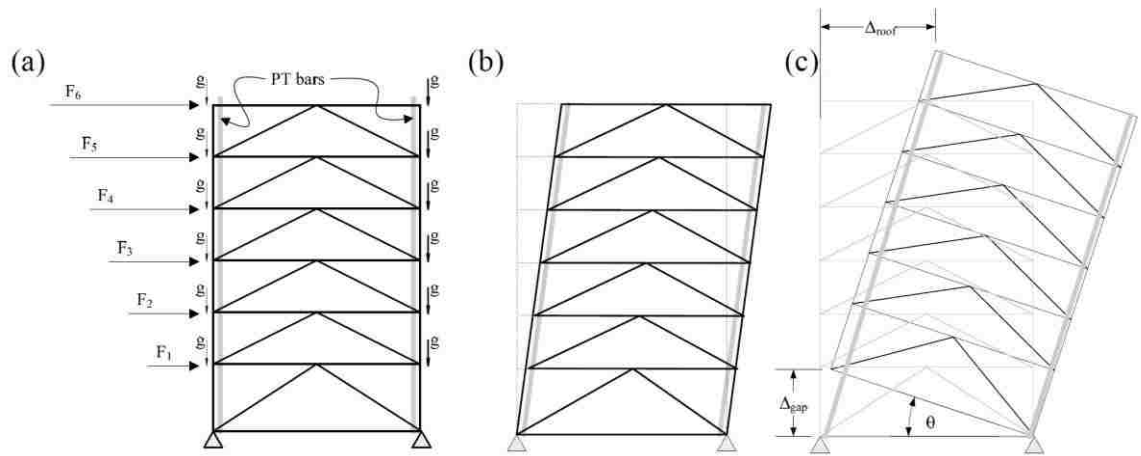 (a)
PT bars
g
g
F₆
g
g
F₅
g
g
F₄
g
g
F₃
g
g
F₂
g
g
F₁
(b)
(c)
Δroof
Δgap
θ